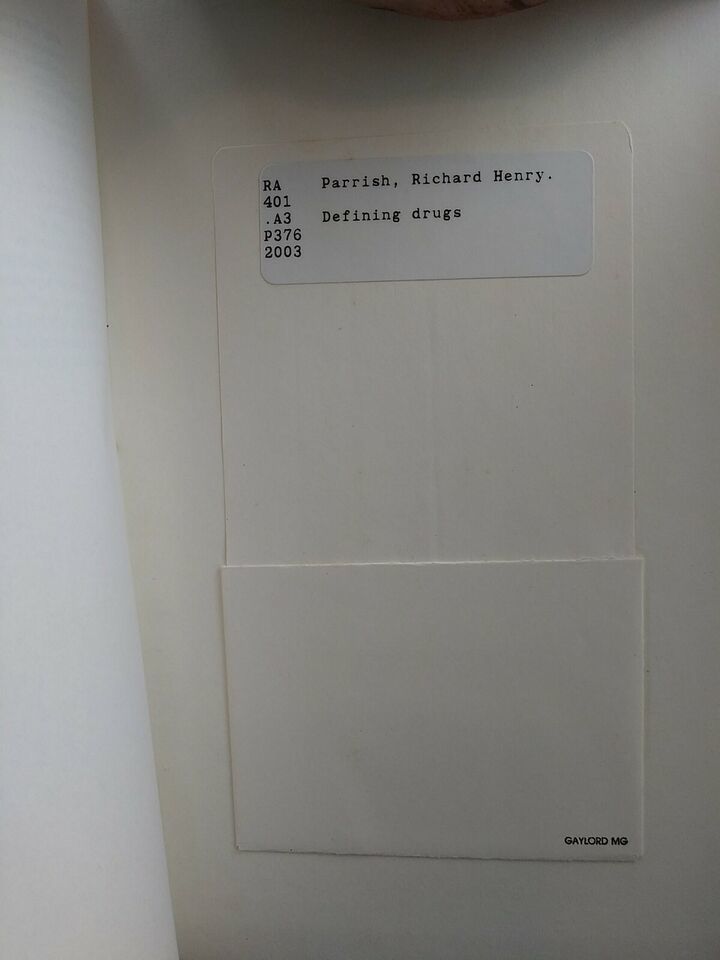 RA Parrish, Richard Henry.
401
.A3 Defining drugs
P376
2003
GAYLORD MG